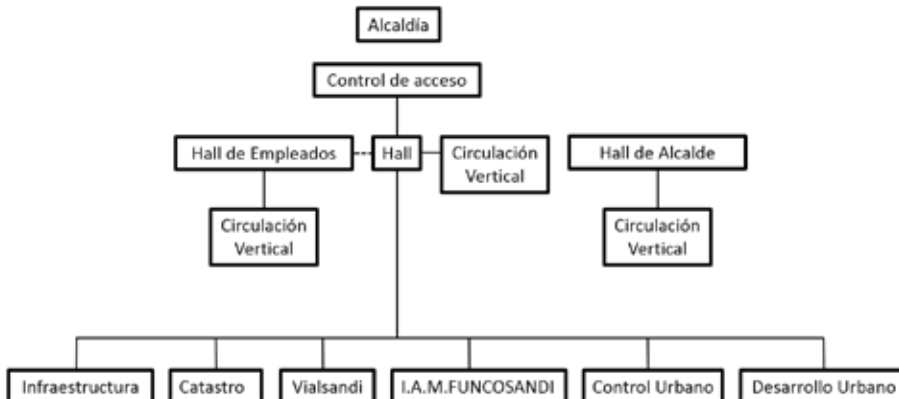 Alcaldía
Control de acceso
Hall de Empleados
Hall
Circulación
Vertical
Hall de Alcalde
Circulación
Vertical
Circulación
Vertical
Infraestructura
Catastro
Vialsandi
I.A.M.FUNCOSANDI
Control Urbano
Desarrollo Urbano